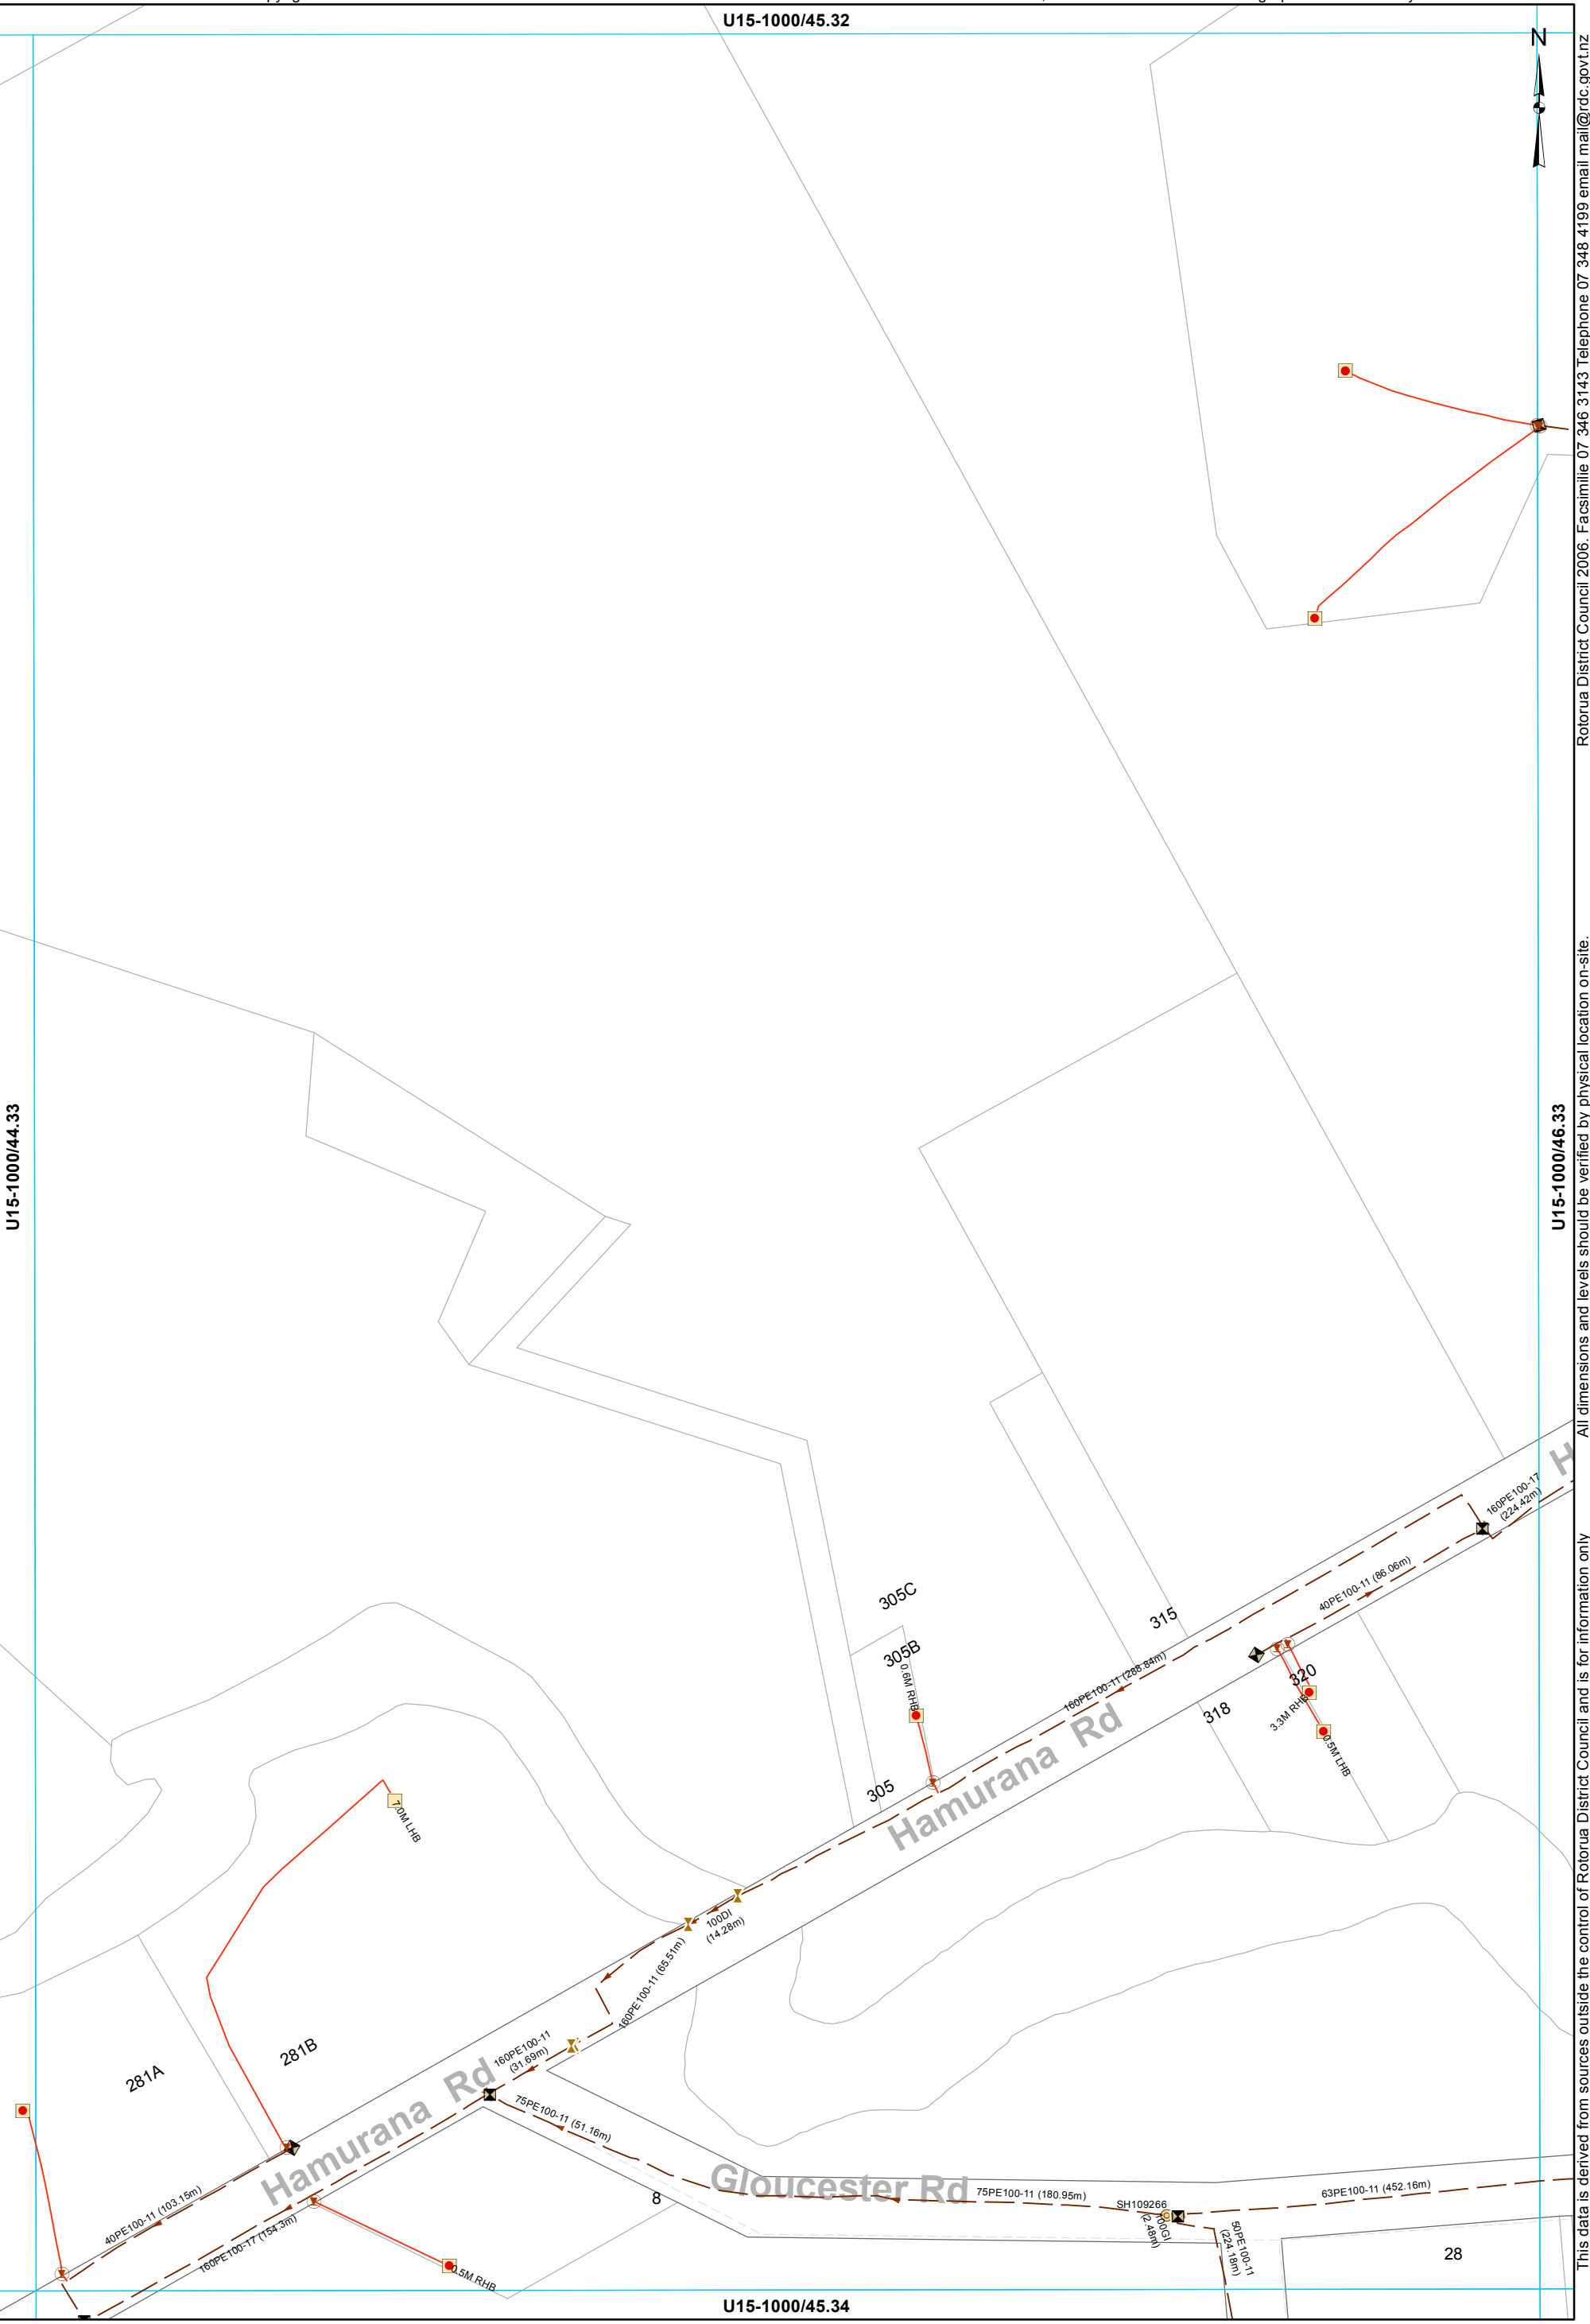 U15-1000/45.32
N
Rotorua District Council 2006. Facsimilie 07 346 3143 Telephone 07 348 4199 email mail@rdc.govt.nz
All dimensions and levels should be verified by physical location on-site.
This data is derived from sources outside the control of Rotorua District Council and is for information only
U15-1000/44.33
U15-1000/46.33
H
160PE100-17
(224.42m)
40PE100-11 (86.06m)
305C
315
305B
0.6M RHB
160PE100-11 (288.84m)
320
318
3.3M RHB
0.5M LHB
305
Hamurana Rd
7.0M LHB
100DI
(14.28m)
160PE100-11 (65.51m)
160PE100-11
(31.69m)
281B
281A
75PE100-11 (51.16m)
Hamurana Rd
Gloucester Rd
8
75PE100-11 (180.95m)
SH109266
100GI
(2.48m)
63PE100-11 (452.16m)
50PE100-11
(224.18m)
40PE100-11 (103.15m)
160PE100-17 (154.3m)
0.5M RHB
28
U15-1000/45.34